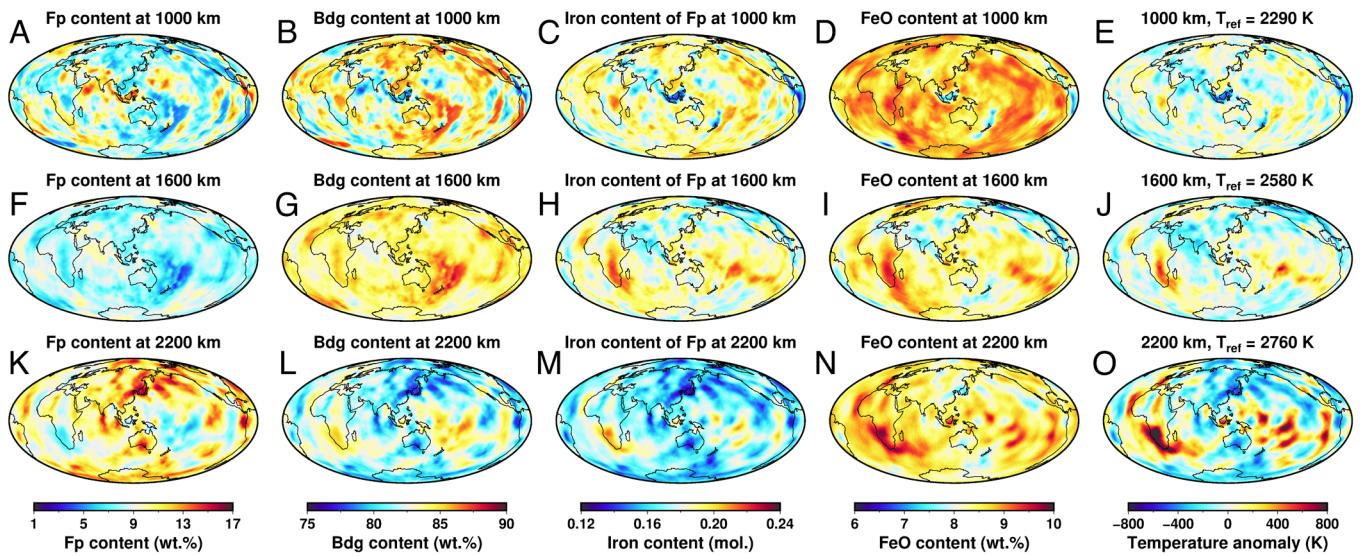 Fp content at 1000 km
Bdg content at 1000 km
Iron content of Fp at 1000 km
FeO content at 1000 km
1000 km, Tref = 2290 K
A
B
C
D
E
Fp content at 1600 km
Bdg content at 1600 km
Iron content of Fp at 1600 km
FeO content at 1600 km
1600 km, Tref = 2580 K
F
G
H
I
J
Fp content at 2200 km
Bdg content at 2200 km
Iron content of Fp at 2200 km
FeO content at 2200 km
2200 km, Tref = 2760 K
K
L
M
N
O
1 5 9 13 17
75 80 85 90
0.12 0.16 0.20 0.24
6 7 8 9 10
−800 −400 0 400 800
Fp content (wt.%)
Bdg content (wt.%)
Iron content (mol.)
FeO content (wt.%)
Temperature anomaly (K)